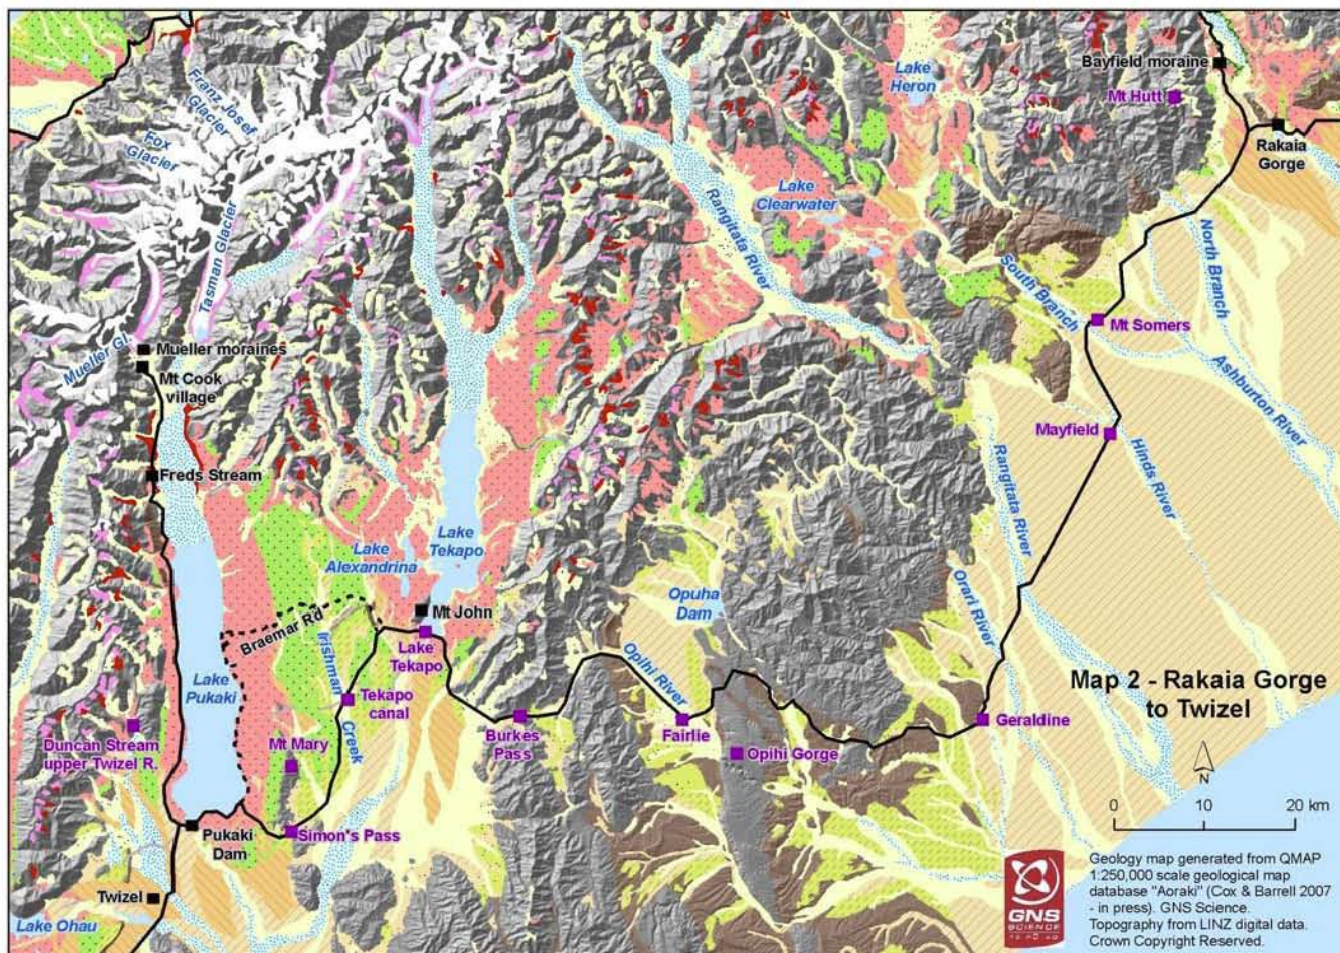 Bayfield moraine
Mt Hutt
Rakaia
Gorge
Lake
Heron
Franz Josef
Glacier
Fox
Glacier
Tasman Glacier
Mueller Gl.
Mueller moraines
Mt Cook
village
Freds Stream
Rangitata River
Lake
Clearwater
North Branch
South Branch
Mt Somers
Ashburton River
Mayfield
Hinds River
Rangitata River
Orari River
Lake
Alexandrina
Lake
Tekapo
Mt John
Braemar Rd
Irishman
Creek
Lake
Tekapo
Tekapo
canal
Lake
Pukaki
Duncan Stream
upper Twizel R.
Mt Mary
Simon's Pass
Pukaki
Dam
Twizel
Lake Ohau
Burkes
Pass
Opuha
Dam
Opihi River
Fairlie
Opihi Gorge
Geraldine
Map 2 - Rakaia Gorge
to Twizel
N
0 10 20 km
GNS
SCIENCE
TE PŪ AO
Geology map generated from QMAP
1:250,000 scale geological map
database "Aoraki" (Cox & Barrell 2007
- in press). GNS Science.
Topography from LINZ digital data.
Crown Copyright Reserved.